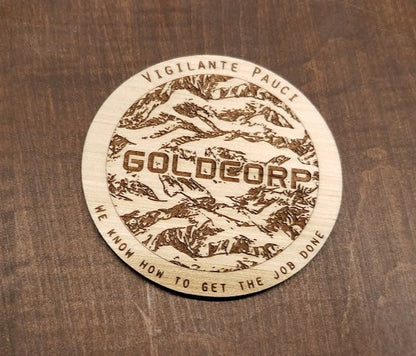 Vigilante Pauci
GOLDCORP
WE KNOW HOW TO GET THE JOB DONE